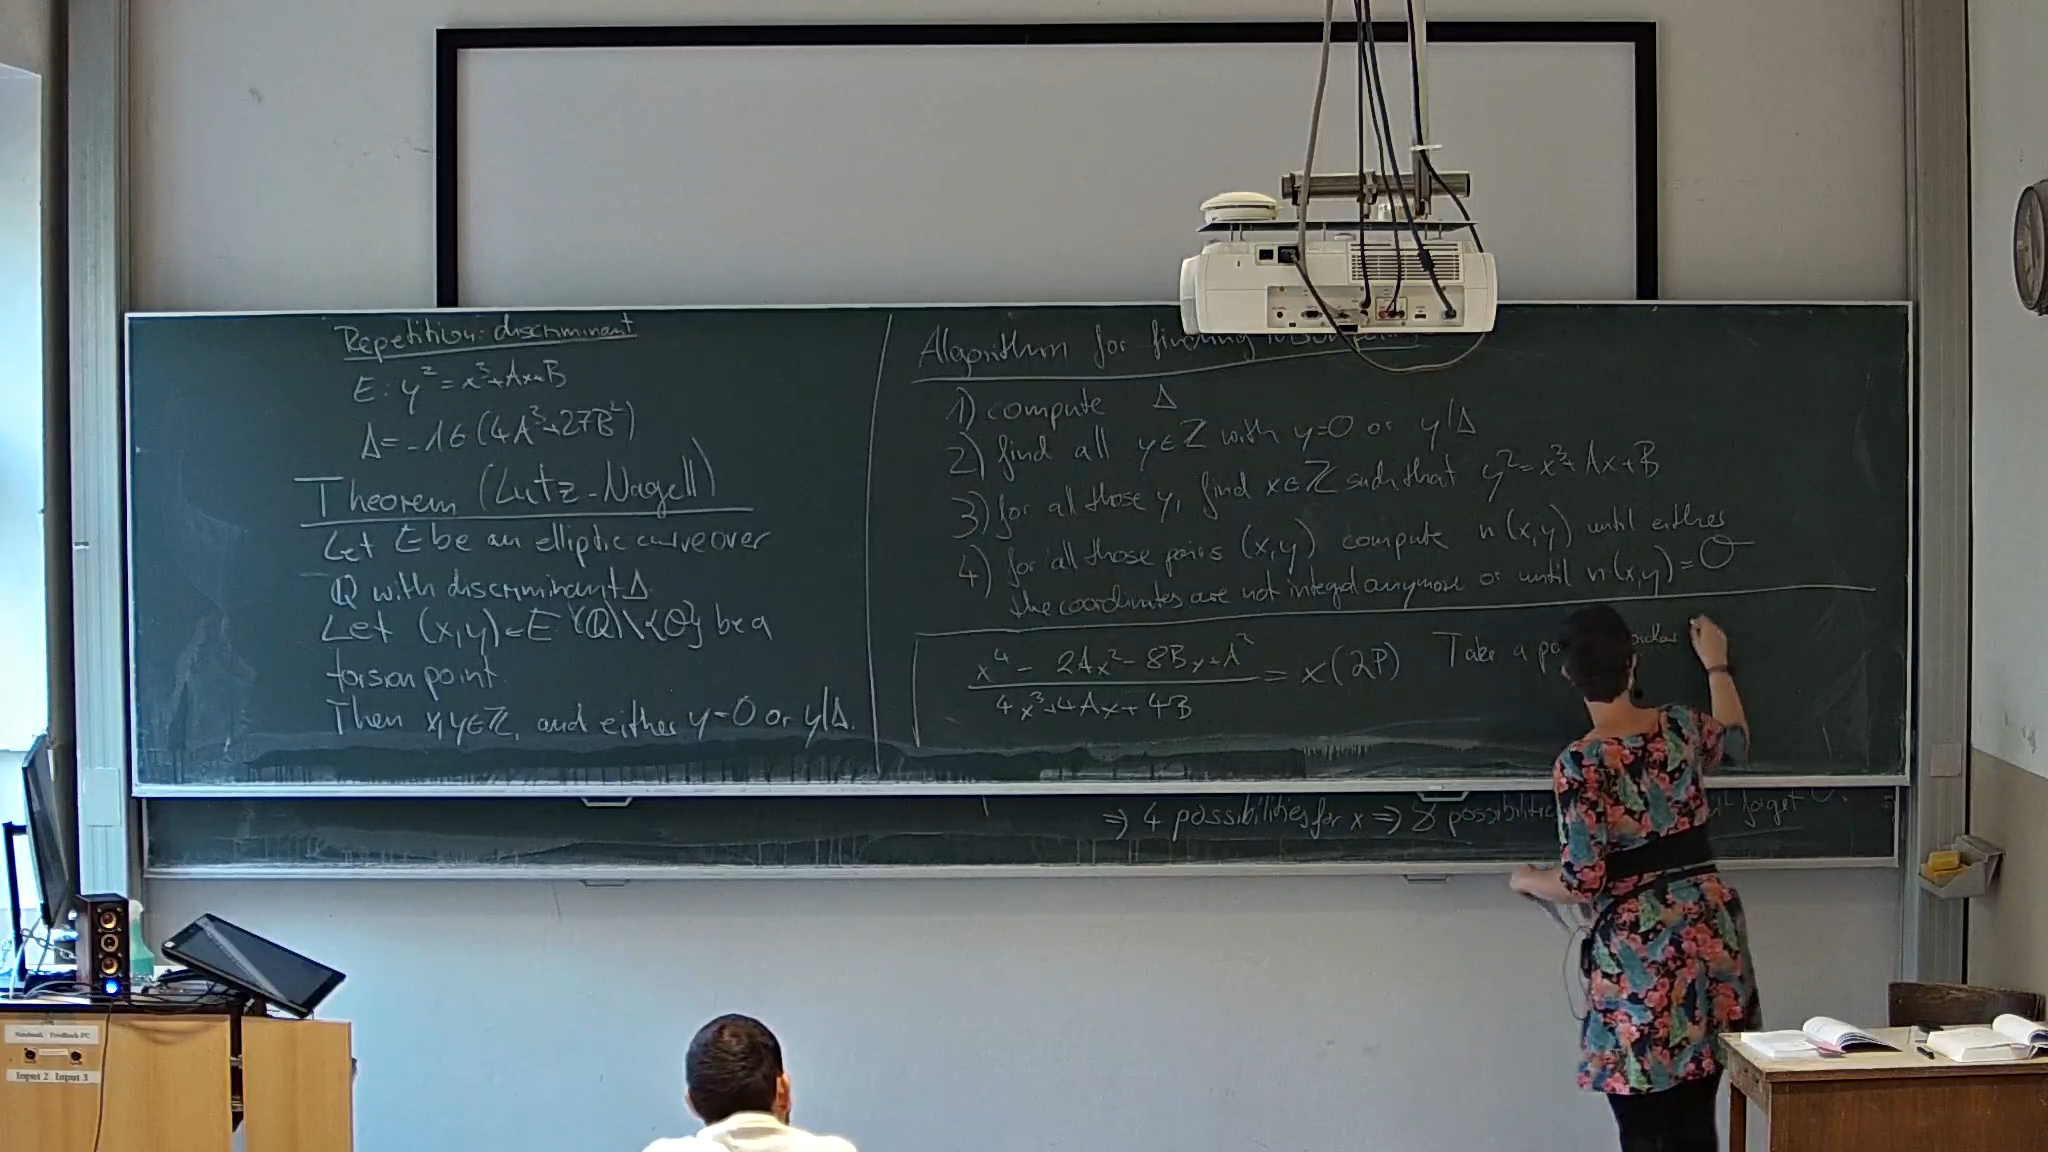 Repetition: discriminant
E: y² = x³+Ax+B
Δ = -16(4A³+27B²)
Theorem (Lutz-Nagell)
Let E be an elliptic curve over
Q with discriminant Δ.
Let (x,y) ∈ E(Q)\{O} be a
torsion point.
Then x,y∈ℤ, and either y=0 or y|Δ.
Algorithm for finding
1) compute Δ
2) find all y∈ℤ with y=0 or y|Δ
3) for all those y, find x∈ℤ such that y²=x³+Ax+B
4) for all those pairs (x,y) compute n(x,y) until either
the coordinates are not integral anymore or until n(x,y)=O
x⁴ - 2Ax² - 8Bx + A² / 4x³+4Ax+4B = x(2P) Take a
⇒ 4 possibilities for x ⇒ 8 forget
Input 2 Input 3